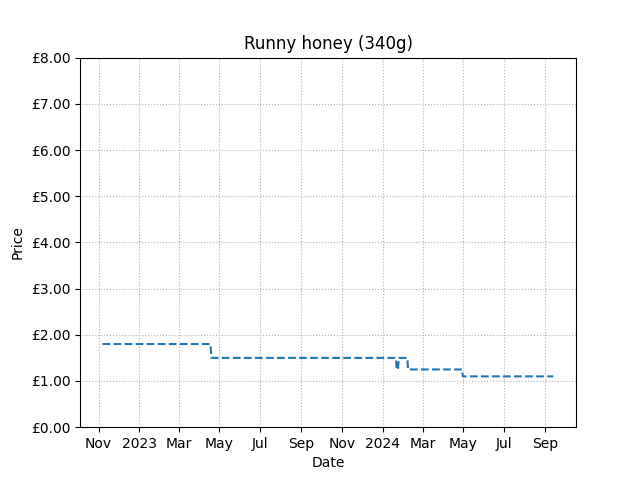 Runny honey (340g)
£8.00
£7.00
£6.00
£5.00
£4.00
£3.00
£2.00
£1.00
£0.00
Price
Nov 2023 Mar May Jul Sep Nov 2024 Mar May Jul Sep
Date